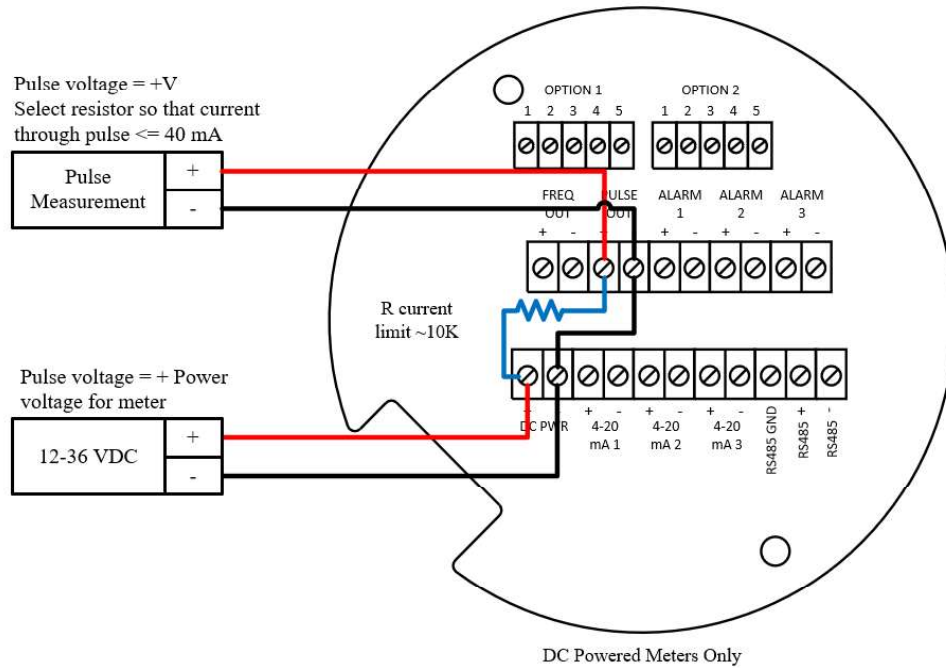 Pulse voltage = +V
Select resistor so that current
through pulse <= 40 mA
Pulse
Measurement
+
-
OPTION 1
1 2 3 4 5
OPTION 2
1 2 3 4 5
FREQ
OUT
PULSE
OUT
ALARM
1
ALARM
2
ALARM
3
+ - + + - + - + -
R current
limit ~10K
Pulse voltage = + Power
voltage for meter
12-36 VDC
+
-
+
DC PWR
+ -
4-20
mA 1
+ -
4-20
mA 2
+ -
4-20
mA 3
RS485 GND
RS485 +
RS485 -
DC Powered Meters Only